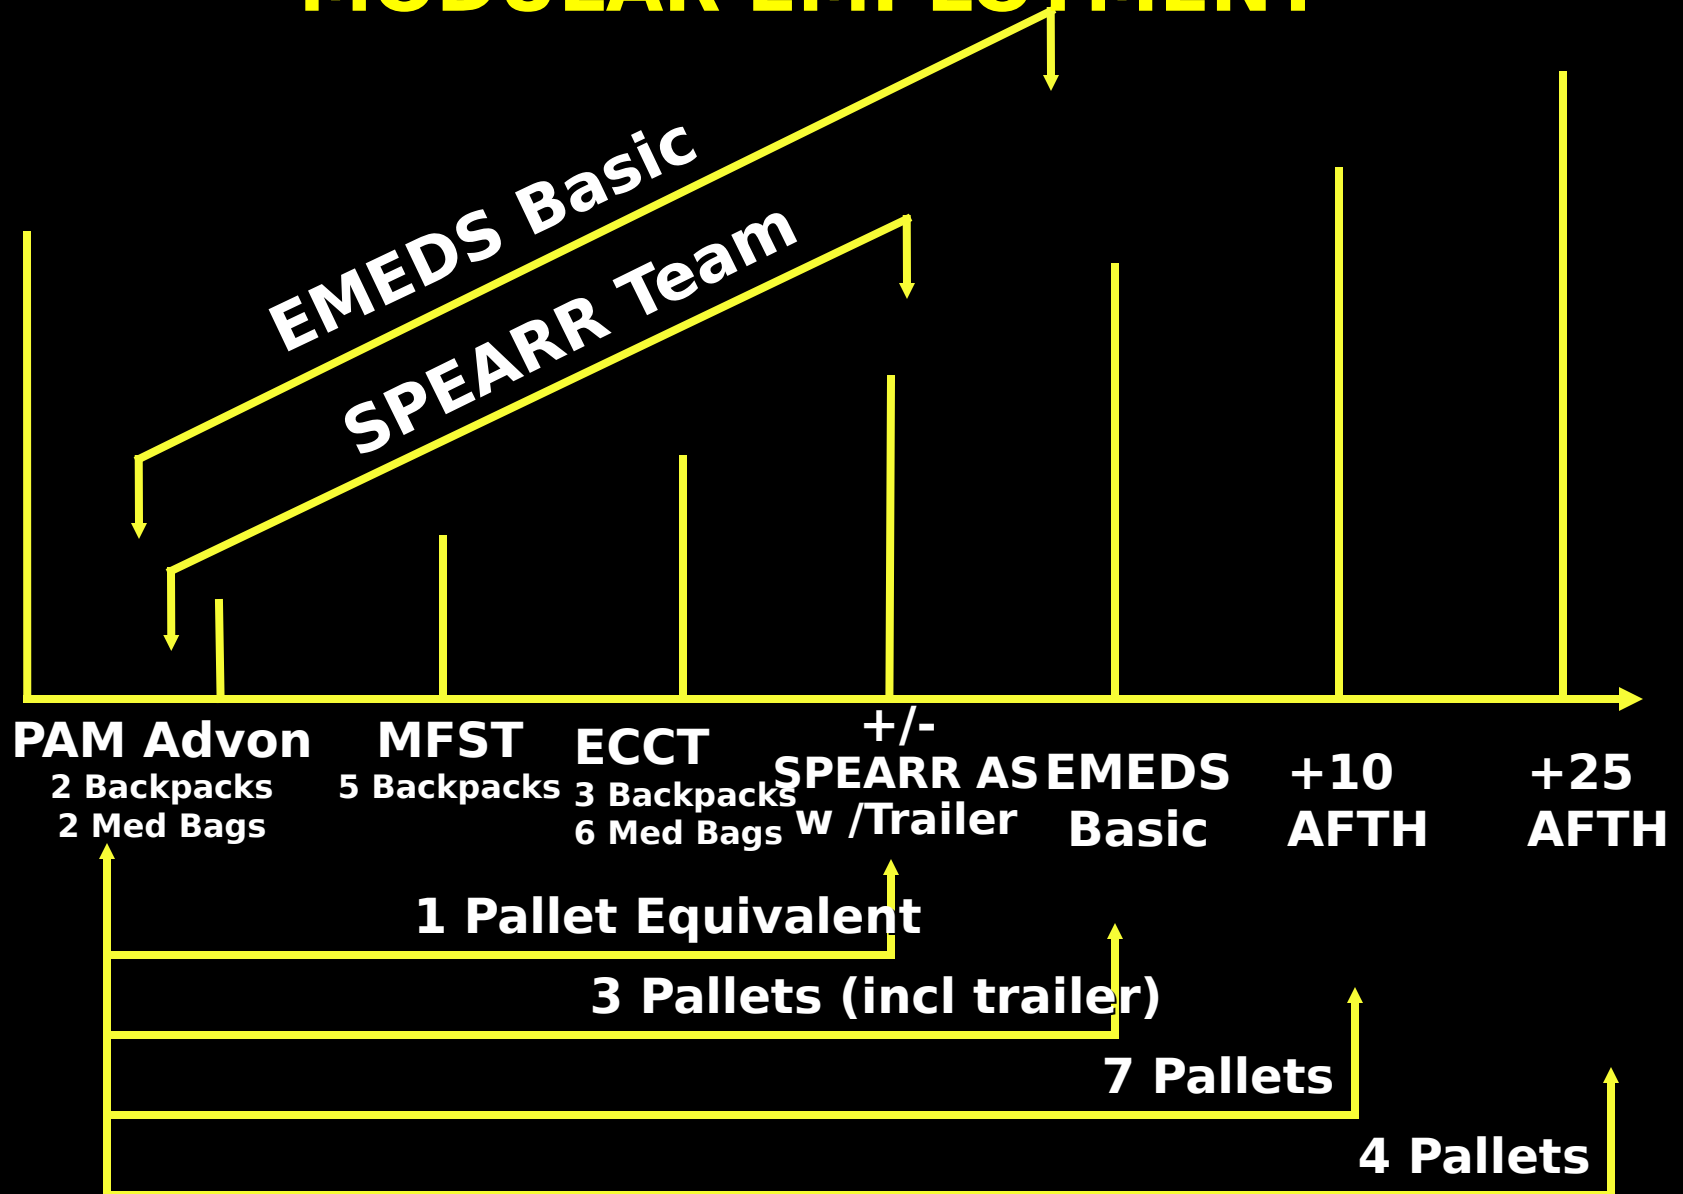 MODULAR EMPLOYMENT
EMEDS Basic
SPEARR Team
PAM Advon
2 Backpacks
2 Med Bags
MFST
5 Backpacks
ECCT
3 Backpacks
6 Med Bags
+/-
SPEARR AS
w /Trailer
EMEDS
Basic
+10
AFTH
+25
AFTH
1 Pallet Equivalent
3 Pallets (incl trailer)
7 Pallets
4 Pallets